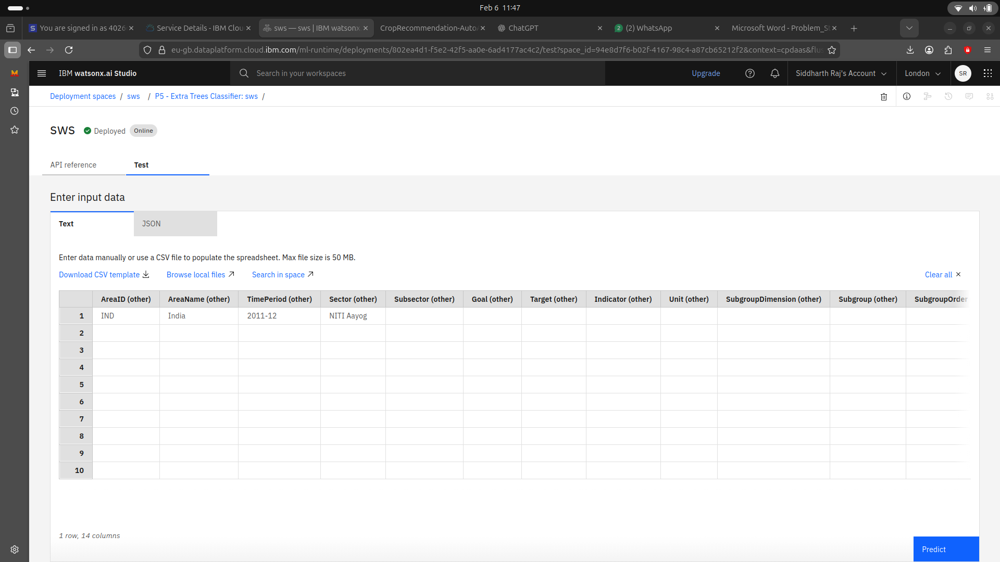 Feb 6 11:47
You are signed in as 4026
Service Details - IBM Clou
sws — sws | IBM watsonx
CropRecommendation-Auto
ChatGPT
2 (2) WhatsApp
Microsoft Word - Problem_St
eu-gb.dataplatform.cloud.ibm.com/ml-runtime/deployments/802ea4d1-f5e2-42f5-aa0e-6ad4177ac4c2/test?space_id=94e8d7f6-b02f-4167-98c4-a87cb65212f2&context=cpdaas&flus
IBM watsonx.ai Studio
Search in your workspaces
Upgrade
Siddharth Raj's Account
London
SR
Deployment spaces / sws / P5 - Extra Trees Classifier: sws /
sws Deployed Online
API reference
Test
Enter input data
Text
JSON
Enter data manually or use a CSV file to populate the spreadsheet. Max file size is 50 MB.
Download CSV template
Browse local files
Search in space
Clear all
AreaID (other) AreaName (other) TimePeriod (other) Sector (other) Subsector (other) Goal (other) Target (other) Indicator (other) Unit (other) SubgroupDimension (other) Subgroup (other) SubgroupOrder
1 IND India 2011-12 NITI Aayog
2
3
4
5
6
7
8
9
10
1 row, 14 columns
Predict